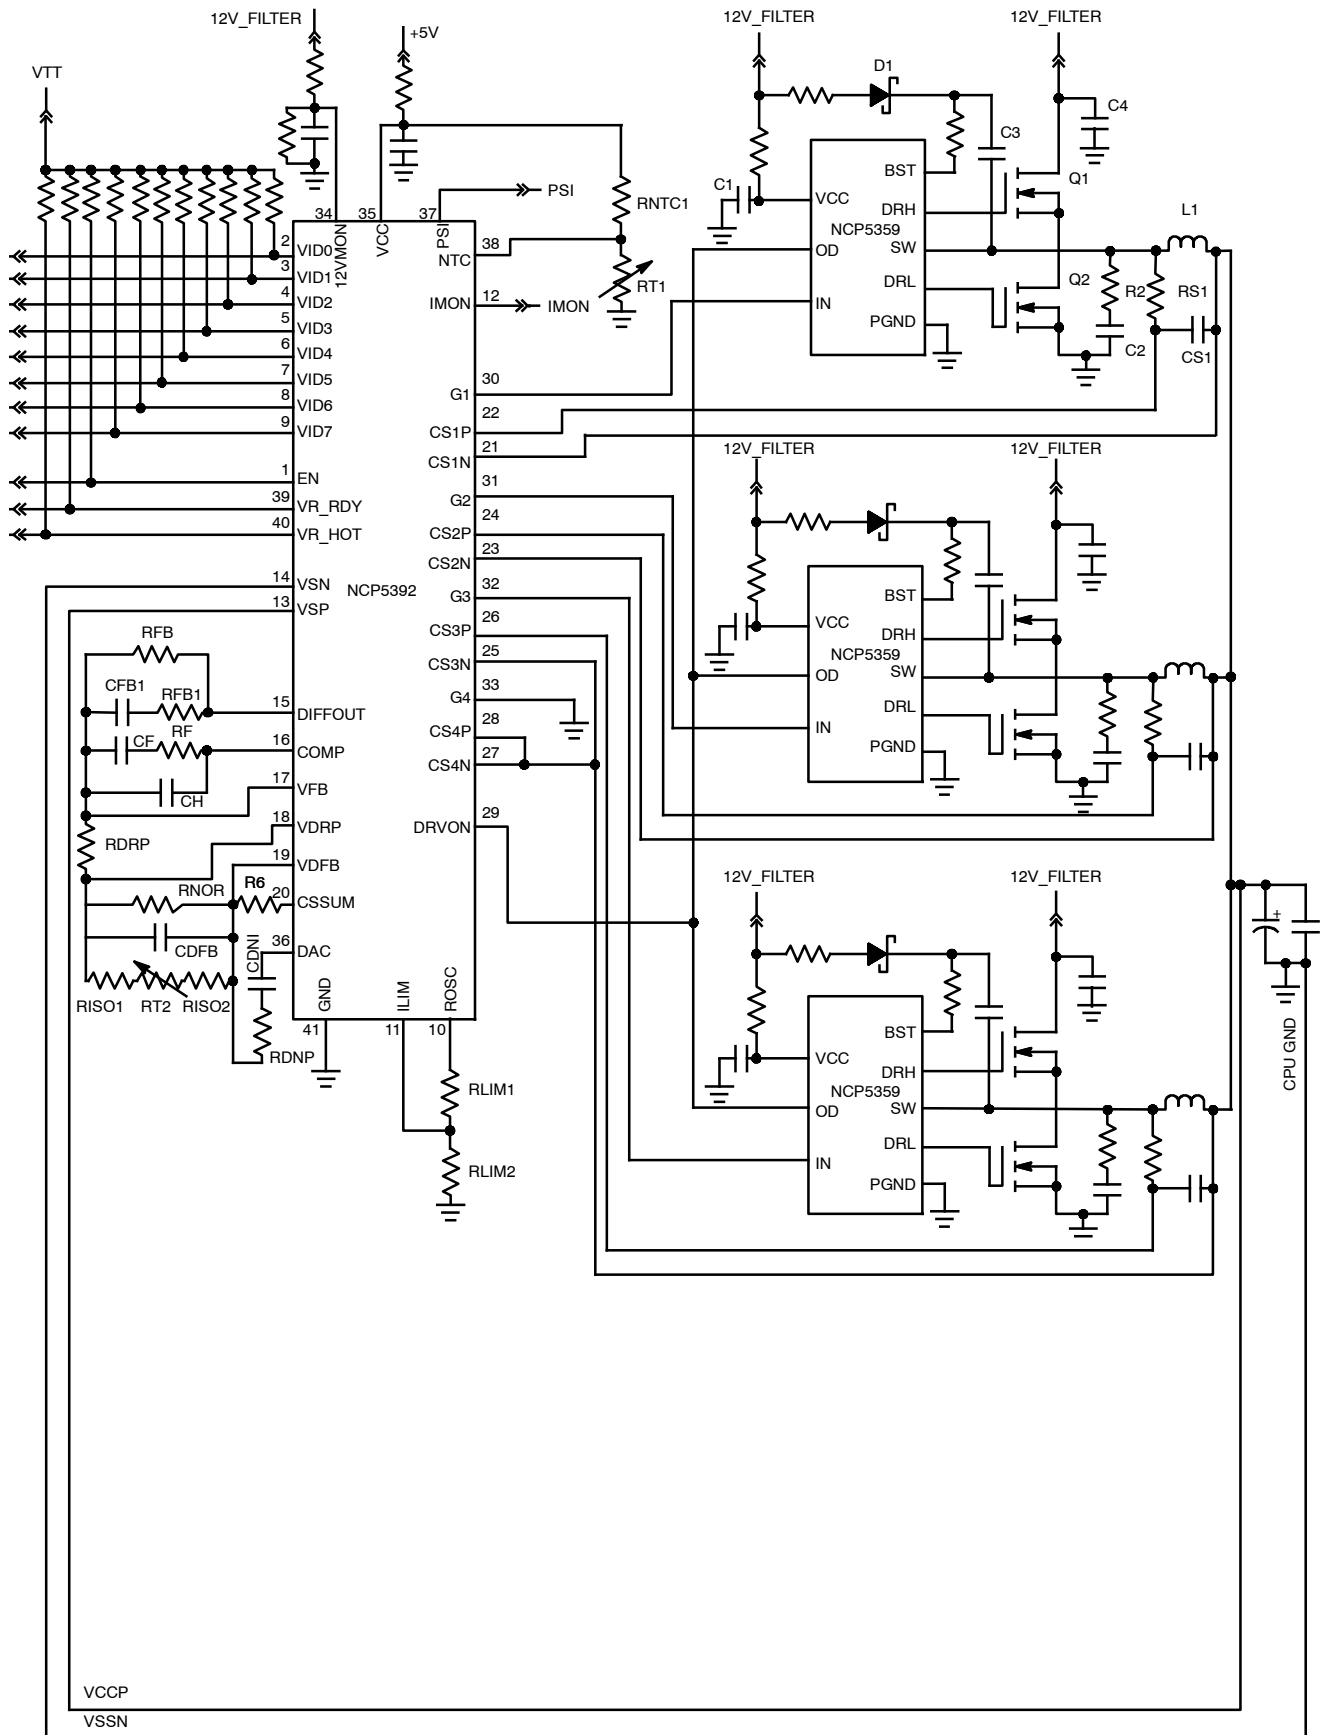 12V_FILTER
+5V
VTT
34
35
37
12VMON
VCC
PSI
PSI
2
VID0
3
VID1
4
VID2
5
VID3
6
VID4
7
VID5
8
VID6
9
VID7
1
EN
39
VR_RDY
40
VR_HOT
14
VSN
13
VSP
NCP5392
38
NTC
RNTC1
RT1
12
IMON
IMON
30
G1
22
CS1P
21
CS1N
31
G2
24
CS2P
23
CS2N
32
G3
26
CS3P
25
CS3N
33
G4
28
CS4P
27
CS4N
29
DRVON
RFB
CFB1
RFB1
15
DIFFOUT
CF
RF
16
COMP
CH
17
VFB
18
VDRP
RDRP
19
VDFB
RNOR
R6
20
CSSUM
CDFB
36
DAC
CDNI
RISO1
RT2
RISO2
RDNP
GND
ILIM
ROSC
41
11
10
RLIM1
RLIM2
12V_FILTER
12V_FILTER
D1
C4
C3
C1
BST
VCC
DRH
NCP5359
OD
SW
DRL
IN
PGND
Q1
Q2
L1
R2
RS1
C2
CS1
12V_FILTER
12V_FILTER
BST
VCC
DRH
NCP5359
OD
SW
DRL
IN
PGND
12V_FILTER
12V_FILTER
BST
VCC
DRH
NCP5359
OD
SW
DRL
IN
PGND
+
CPU GND
VCCP
VSSN